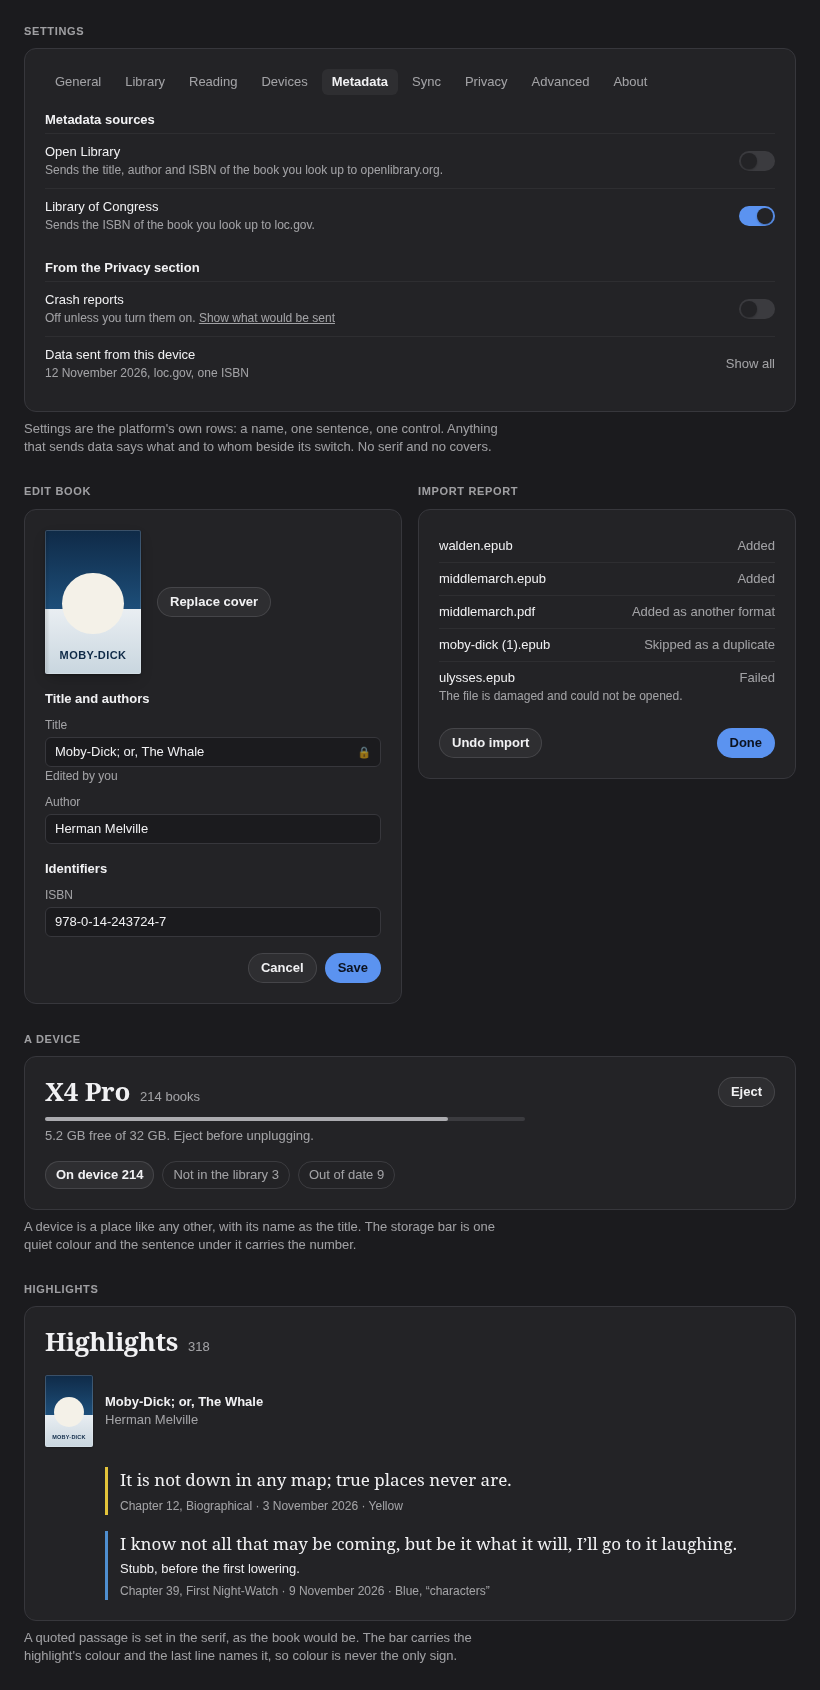 SETTINGS
General Library Reading Devices Metadata Sync Privacy Advanced About
Metadata sources
Open Library
Sends the title, author and ISBN of the book you look up to openlibrary.org.
Library of Congress
Sends the ISBN of the book you look up to loc.gov.
From the Privacy section
Crash reports
Off unless you turn them on. Show what would be sent
Data sent from this device
12 November 2026, loc.gov, one ISBN
Show all
Settings are the platform's own rows: a name, one sentence, one control. Anything
that sends data says what and to whom beside its switch. No serif and no covers.
EDIT BOOK
MOBY-DICK
Replace cover
Title and authors
Title
Moby-Dick; or, The Whale
Edited by you
Author
Herman Melville
Identifiers
ISBN
978-0-14-243724-7
Cancel Save
IMPORT REPORT
walden.epub Added
middlemarch.epub Added
middlemarch.pdf Added as another format
moby-dick (1).epub Skipped as a duplicate
ulysses.epub Failed
The file is damaged and could not be opened.
Undo import Done
A DEVICE
X4 Pro 214 books Eject
5.2 GB free of 32 GB. Eject before unplugging.
On device 214 Not in the library 3 Out of date 9
A device is a place like any other, with its name as the title. The storage bar is one
quiet colour and the sentence under it carries the number.
HIGHLIGHTS
Highlights 318
MOBY-DICK
Moby-Dick; or, The Whale
Herman Melville
It is not down in any map; true places never are.
Chapter 12, Biographical · 3 November 2026 · Yellow
I know not all that may be coming, but be it what it will, I’ll go to it laughing.
Stubb, before the first lowering.
Chapter 39, First Night-Watch · 9 November 2026 · Blue, “characters”
A quoted passage is set in the serif, as the book would be. The bar carries the
highlight's colour and the last line names it, so colour is never the only sign.